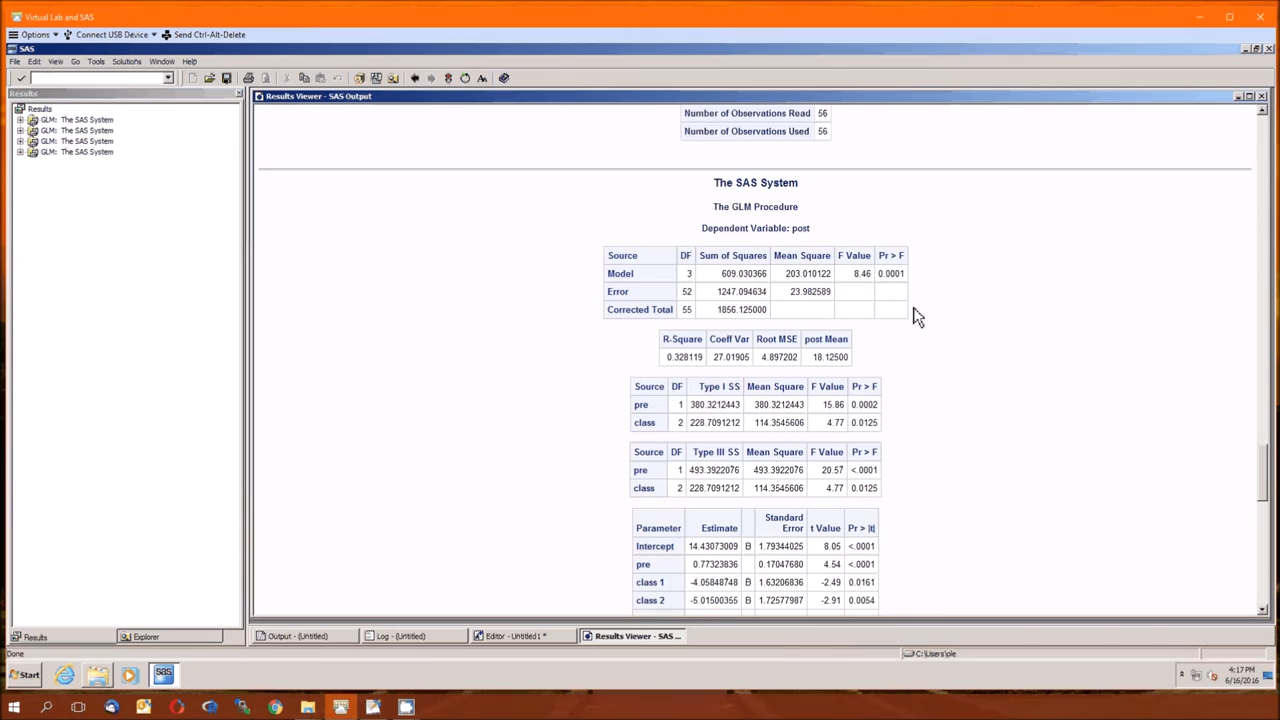 Virtual Lab and SAS
Options Connect USB Device Send Ctrl-Alt-Delete
SAS
File Edit View Go Tools Solutions Window Help
Results
Results Viewer - SAS Output
Results
GLM: The SAS System
GLM: The SAS System
GLM: The SAS System
GLM: The SAS System
Number of Observations Read 56
Number of Observations Used 56
The SAS System
The GLM Procedure
Dependent Variable: post
Source DF Sum of Squares Mean Square F Value Pr > F
Model 3 609.030366 203.010122 8.46 0.0001
Error 52 1247.094634 23.982589
Corrected Total 55 1856.125000
R-Square Coeff Var Root MSE post Mean
0.328119 27.01905 4.897202 18.12500
Source DF Type I SS Mean Square F Value Pr > F
pre 1 380.3212443 380.3212443 15.86 0.0002
class 2 228.7091212 114.3545606 4.77 0.0125
Source DF Type III SS Mean Square F Value Pr > F
pre 1 493.3922076 493.3922076 20.57 <.0001
class 2 228.7091212 114.3545606 4.77 0.0125
Parameter Estimate Standard Error t Value Pr > |t|
Intercept 14.43073009 B 1.79344025 8.05 <.0001
pre 0.77323836 0.17047680 4.54 <.0001
class 1 -4.05848748 B 1.63206836 -2.49 0.0161
class 2 -5.01500355 B 1.72577987 -2.91 0.0054
Results Explorer
Output - (Untitled) Log - (Untitled) Editor - Untitled1 * Results Viewer - SAS ...
Done C:\Users\ole
Start sas 4:17 PM
6/16/2016